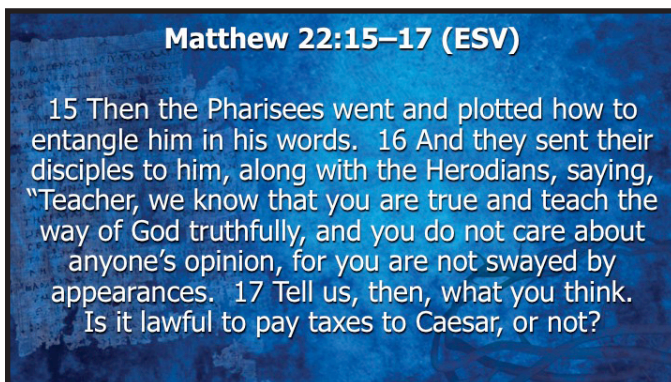 Matthew 22:15–17 (ESV)
15 Then the Pharisees went and plotted how to
entangle him in his words.  16 And they sent their
disciples to him, along with the Herodians, saying,
“Teacher, we know that you are true and teach the
way of God truthfully, and you do not care about
anyone’s opinion, for you are not swayed by
appearances.  17 Tell us, then, what you think.
Is it lawful to pay taxes to Caesar, or not?